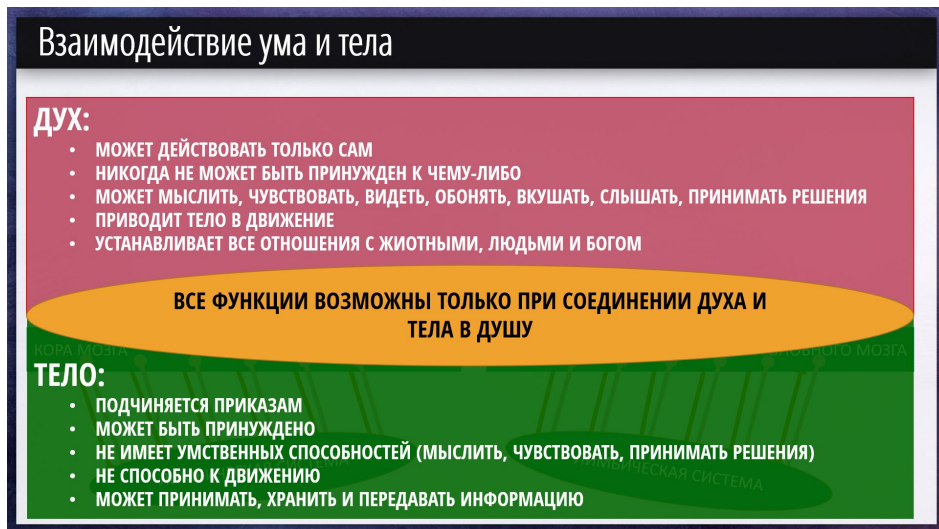 Взаимодействие ума и тела
ДУХ:
• МОЖЕТ ДЕЙСТВОВАТЬ ТОЛЬКО САМ
• НИКОГДА НЕ МОЖЕТ БЫТЬ ПРИНУЖДЕН К ЧЕМУ-ЛИБО
• МОЖЕТ МЫСЛИТЬ, ЧУВСТВОВАТЬ, ВИДЕТЬ, ОБОНЯТЬ, ВКУШАТЬ, СЛЫШАТЬ, ПРИНИМАТЬ РЕШЕНИЯ
• ПРИВОДИТ ТЕЛО В ДВИЖЕНИЕ
• УСТАНАВЛИВАЕТ ВСЕ ОТНОШЕНИЯ С ЖИОТНЫМИ, ЛЮДЬМИ И БОГОМ
ВСЕ ФУНКЦИИ ВОЗМОЖНЫ ТОЛЬКО ПРИ СОЕДИНЕНИИ ДУХА И
ТЕЛА В ДУШУ
КОРА МОЗГА
МОЗГА
ТЕЛО:
• ПОДЧИНЯЕТСЯ ПРИКАЗАМ
• МОЖЕТ БЫТЬ ПРИНУЖДЕНО
• НЕ ИМЕЕТ УМСТВЕННЫХ СПОСОБНОСТЕЙ (МЫСЛИТЬ, ЧУВСТВОВАТЬ, ПРИНИМАТЬ РЕШЕНИЯ)
• НЕ СПОСОБНО К ДВИЖЕНИЮ
• МОЖЕТ ПРИНИМАТЬ, ХРАНИТЬ И ПЕРЕДАВАТЬ ИНФОРМАЦИЮ
ЛИМБИЧЕСКАЯ СИСТЕМА